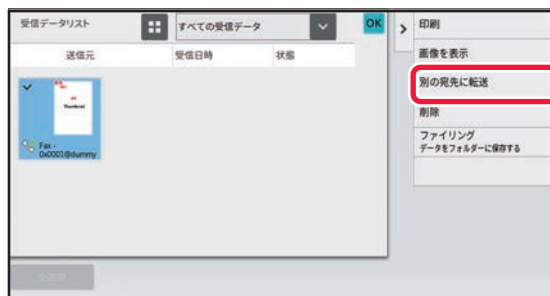 受信データリスト
すべての受信データ
OK
送信元
受信日時
状態
Fax -
0x0001@dummy
印刷
画像を表示
別の宛先に転送
削除
ファイリング
データをフォルダーに保存する